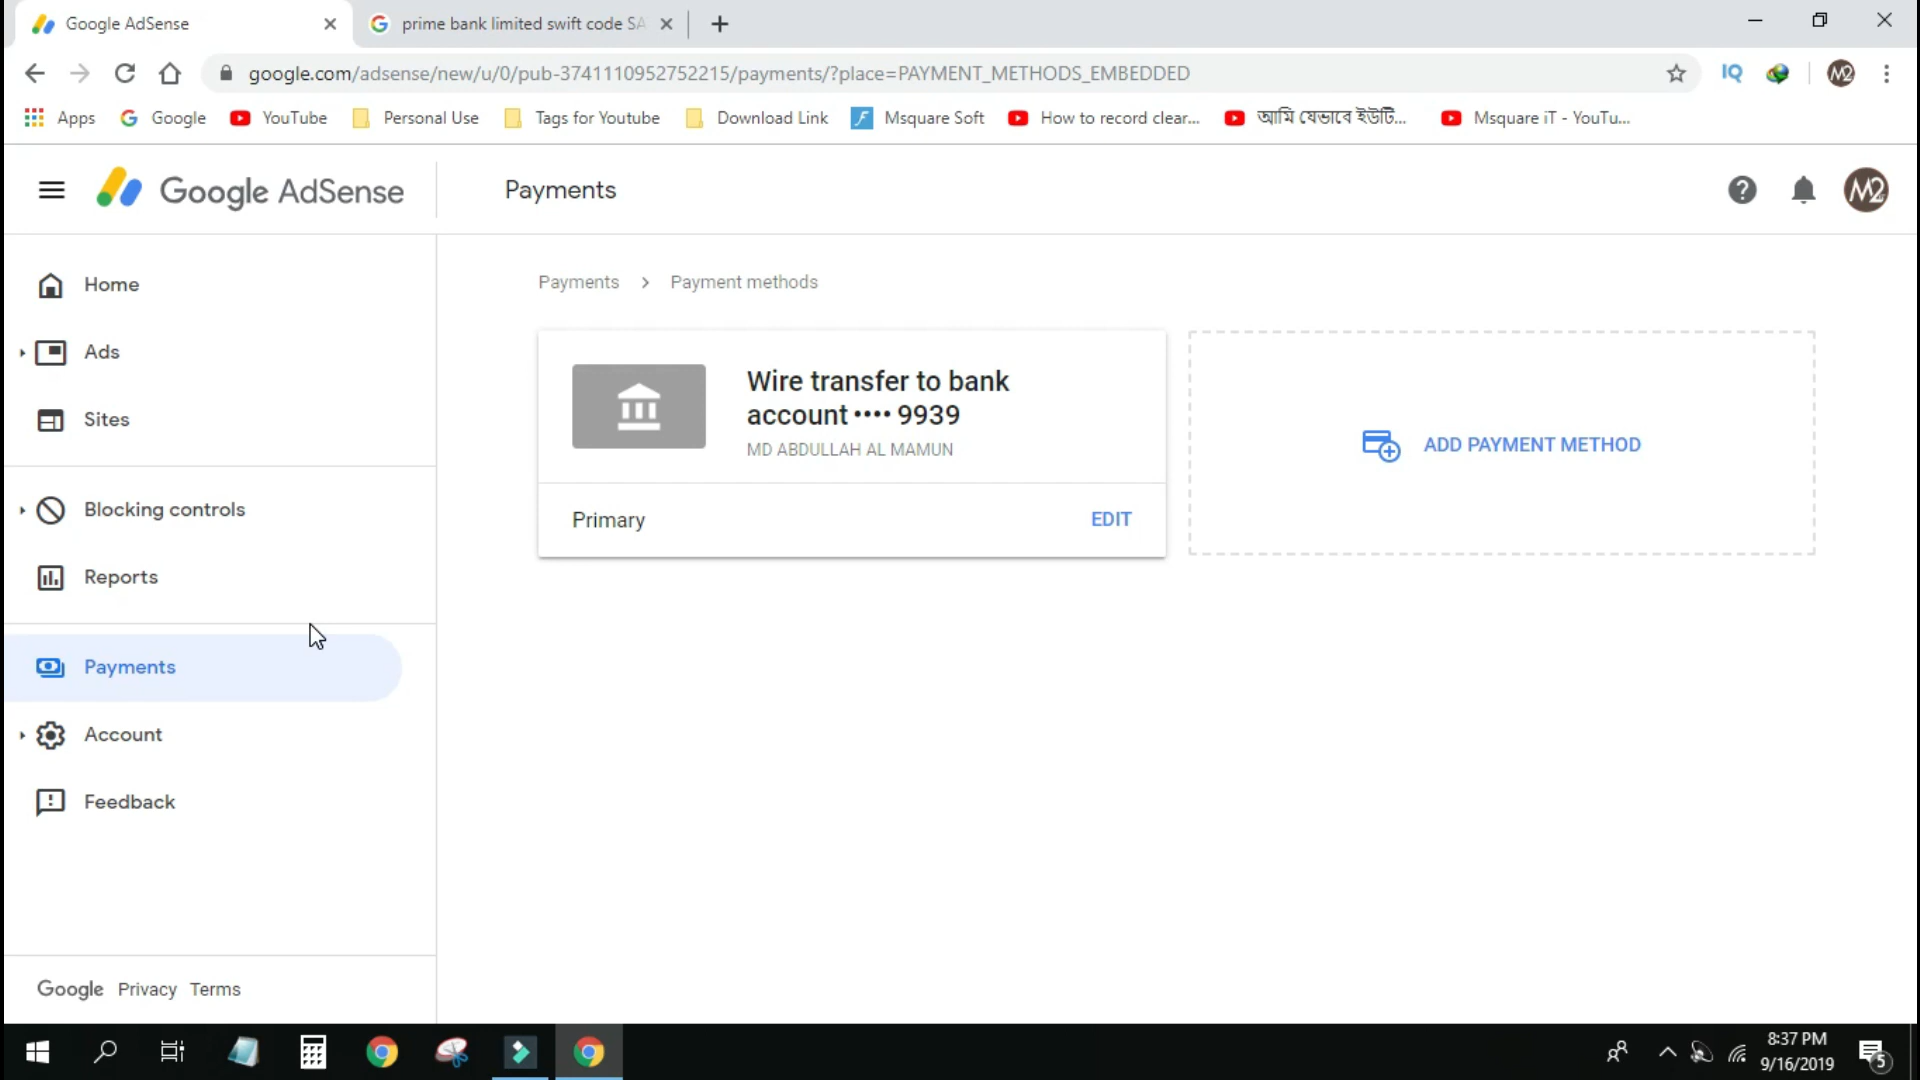 Google AdSense
prime bank limited swift code SA
google.com/adsense/new/u/0/pub-3741110952752215/payments/?place=PAYMENT_METHODS_EMBEDDED
IQ
M2
Apps
Google
YouTube
Personal Use
Tags for Youtube
Download Link
Msquare Soft
How to record clear...
আমি যেভাবে ইউটি...
Msquare iT - YouTu...
Google AdSense
Payments
M2
Home
Ads
Sites
Blocking controls
Reports
Payments
Account
Feedback
Google Privacy Terms
Payments > Payment methods
Wire transfer to bank
account •••• 9939
MD ABDULLAH AL MAMUN
Primary
EDIT
ADD PAYMENT METHOD
8:37 PM
9/16/2019
5